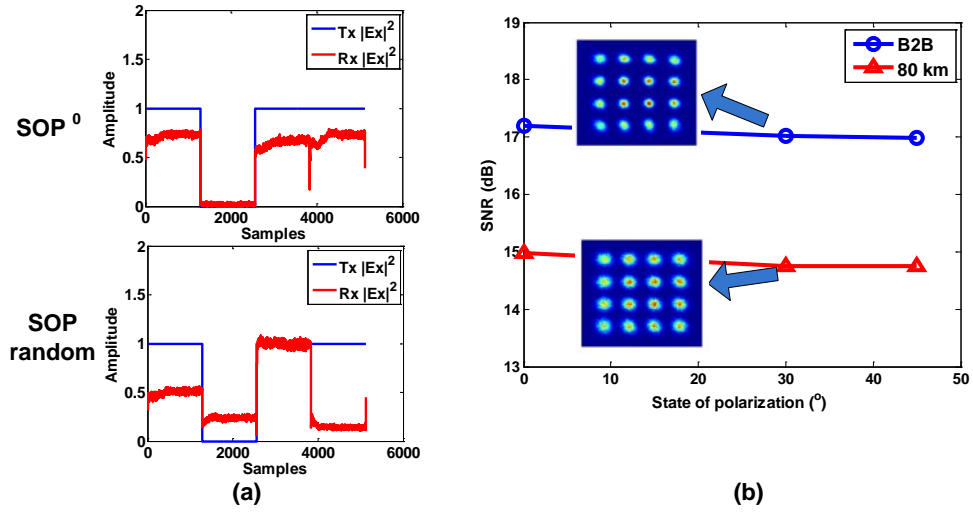 SOP 0
2
1.5
1
0.5
0
Amplitude
Tx |Ex|2
Rx |Ex|2
0 2000 4000 6000
Samples
SOP
random
2
1.5
1
0.5
0
Amplitude
Tx |Ex|2
Rx |Ex|2
0 2000 4000 6000
Samples
(a)
19
18
17
16
15
14
13
SNR (dB)
B2B
80 km
0 10 20 30 40 50
State of polarization (o)
(b)